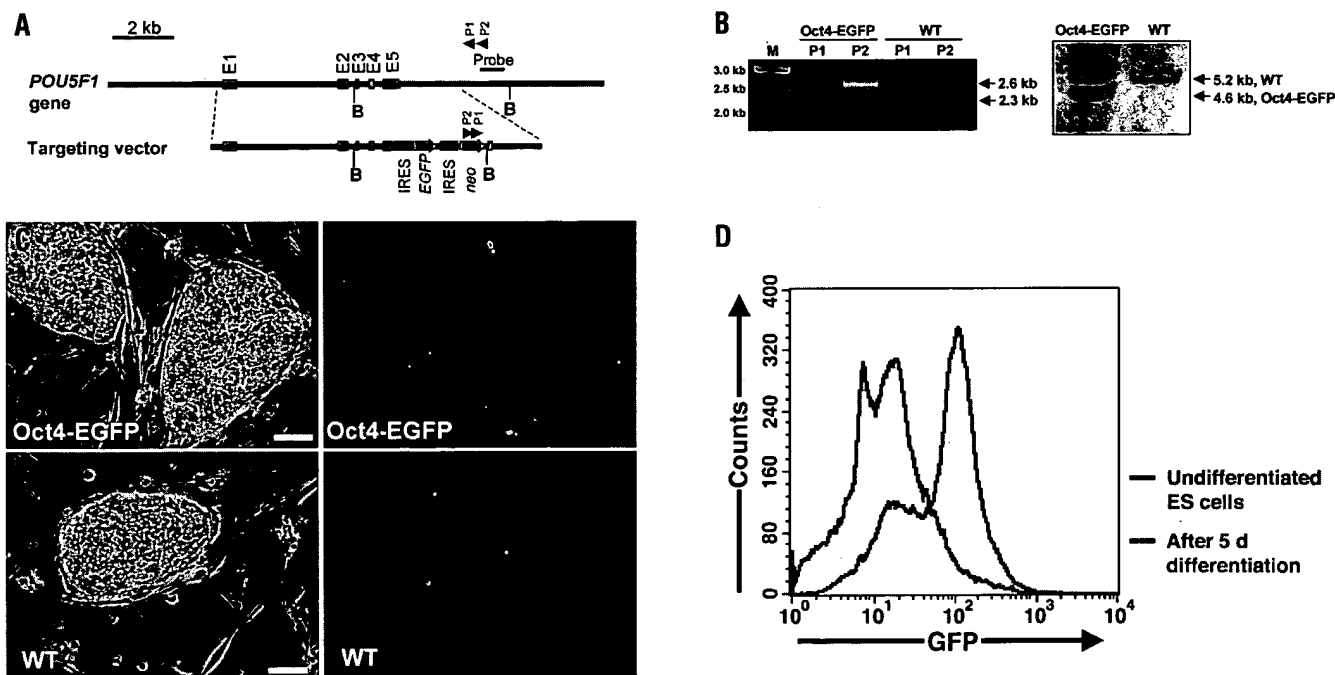 A
2 kb
P1
P2
E1
E2
E3
E4
E5
Probe
POU5F1
gene
B
B
P2
P1
Targeting vector
B
B
IRES
EGFP
IRES
neo
B
Oct4-EGFP WT
M P1 P2 P1 P2
3.0 kb
2.5 kb
2.0 kb
2.6 kb
2.3 kb
Oct4-EGFP WT
5.2 kb, WT
4.6 kb, Oct4-EGFP
C
Oct4-EGFP
Oct4-EGFP
WT
WT
D
400
320
240
160
80
0
Counts
10^0 10^1 10^2 10^3 10^4
GFP
Undifferentiated
ES cells
After 5 d
differentiation